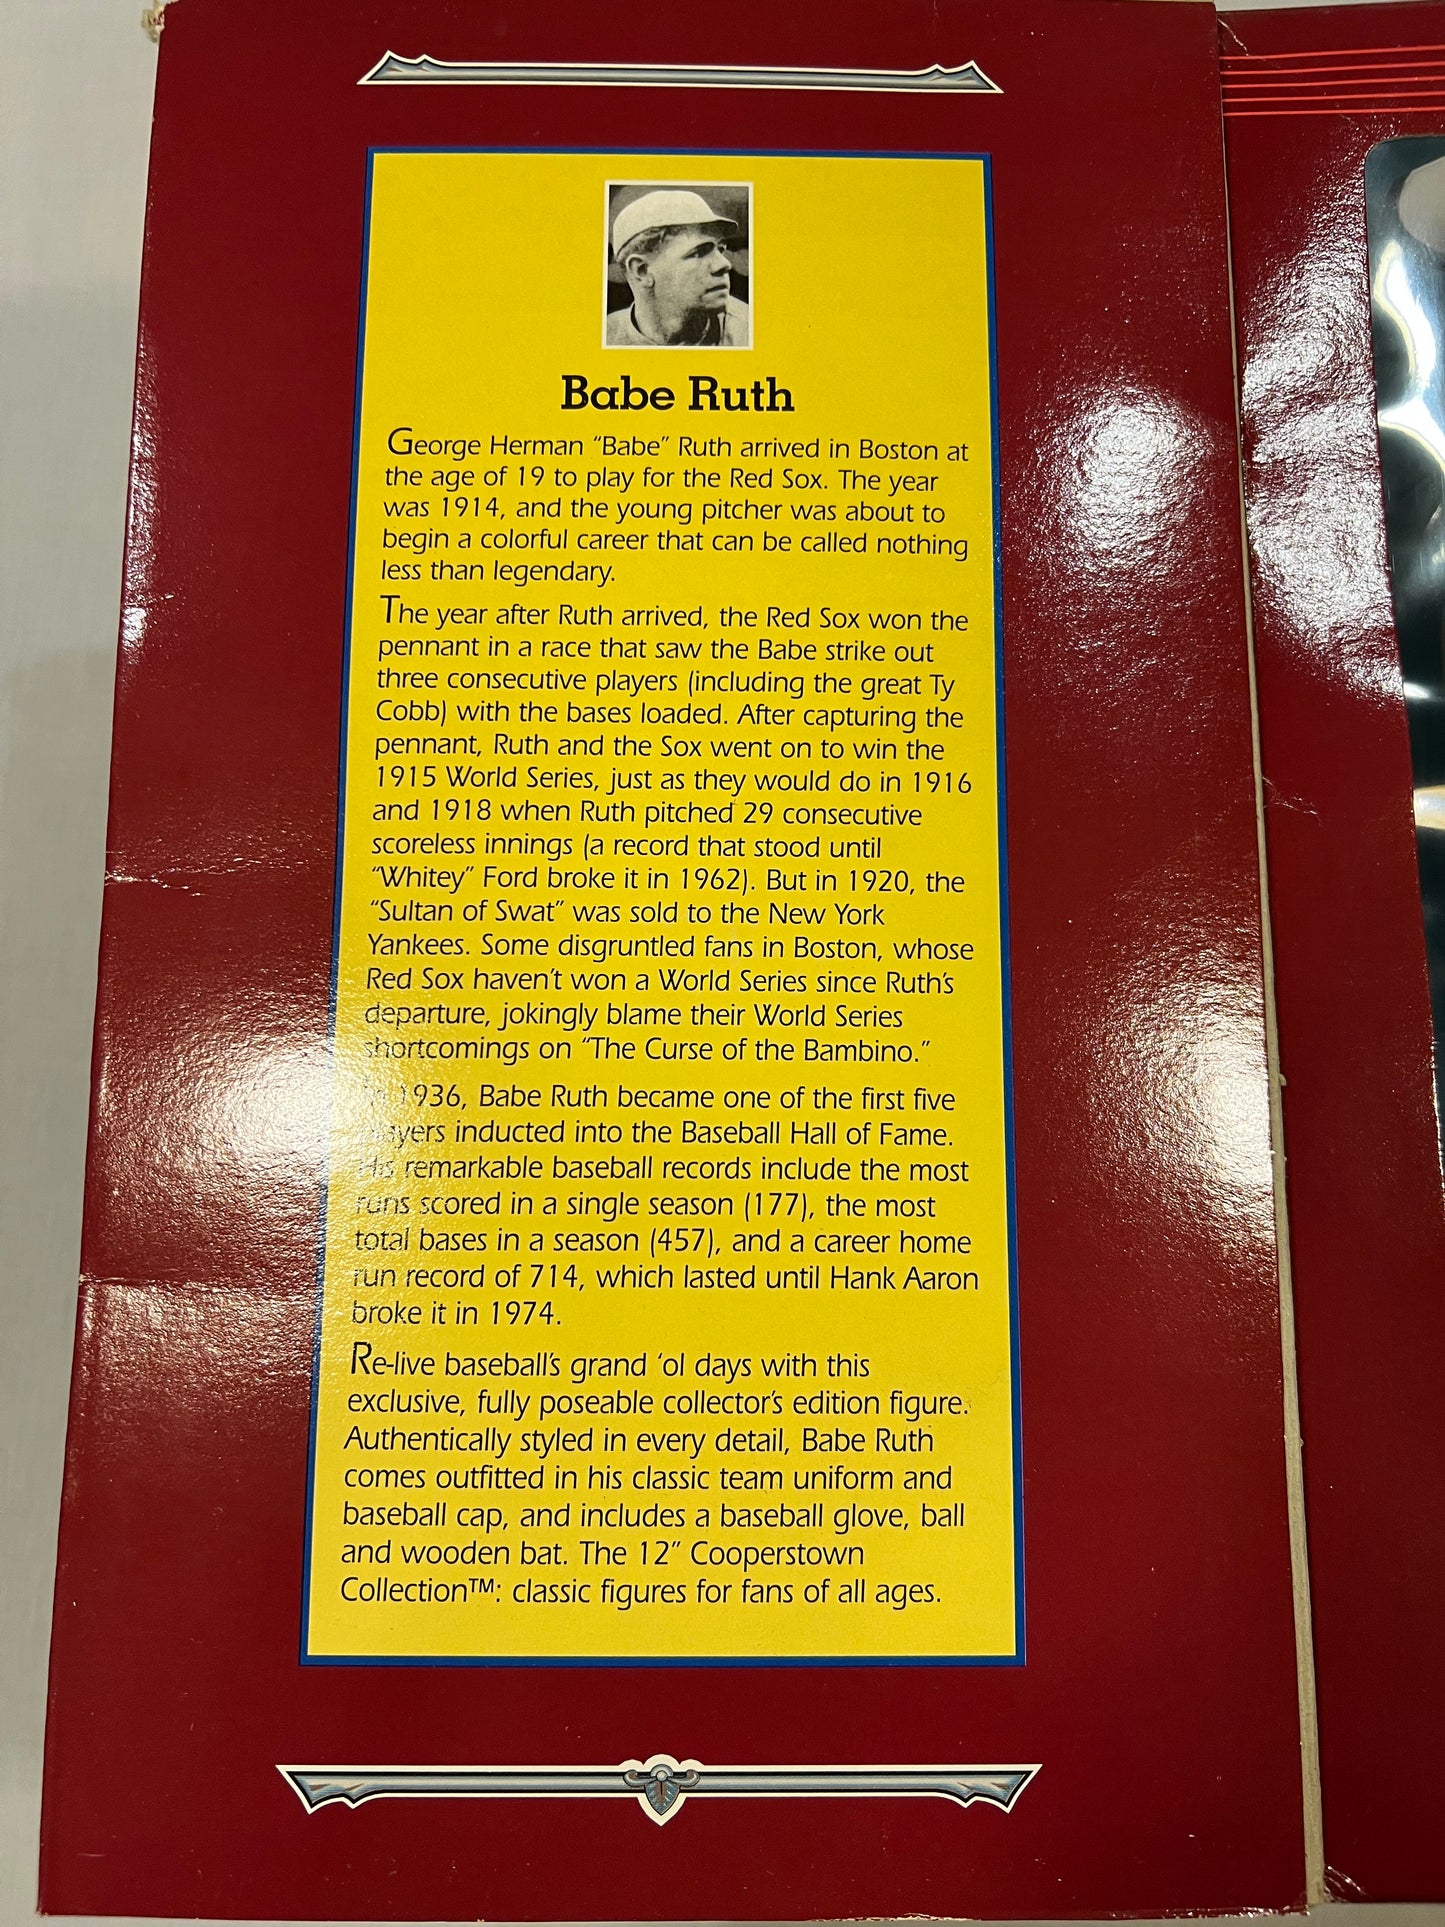 Babe Ruth
George Herman “Babe” Ruth arrived in Boston at
the age of 19 to play for the Red Sox. The year
was 1914, and the young pitcher was about to
begin a colorful career that can be called nothing
less than legendary.
The year after Ruth arrived, the Red Sox won the
pennant in a race that saw the Babe strike out
three consecutive players (including the great Ty
Cobb) with the bases loaded. After capturing the
pennant, Ruth and the Sox went on to win the
1915 World Series, just as they would do in 1916
and 1918 when Ruth pitched 29 consecutive
scoreless innings (a record that stood until
“Whitey” Ford broke it in 1962). But in 1920, the
“Sultan of Swat” was sold to the New York
Yankees. Some disgruntled fans in Boston, whose
Red Sox haven’t won a World Series since Ruth’s
departure, jokingly blame their World Series
shortcomings on “The Curse of the Bambino.”
In 1936, Babe Ruth became one of the first five
players inducted into the Baseball Hall of Fame.
His remarkable baseball records include the most
runs scored in a single season (177), the most
total bases in a season (457), and a career home
run record of 714, which lasted until Hank Aaron
broke it in 1974.
Re-live baseball’s grand ‘ol days with this
exclusive, fully poseable collector’s edition figure.
Authentically styled in every detail, Babe Ruth
comes outfitted in his classic team uniform and
baseball cap, and includes a baseball glove, ball
and wooden bat. The 12” Cooperstown
Collection™: classic figures for fans of all ages.